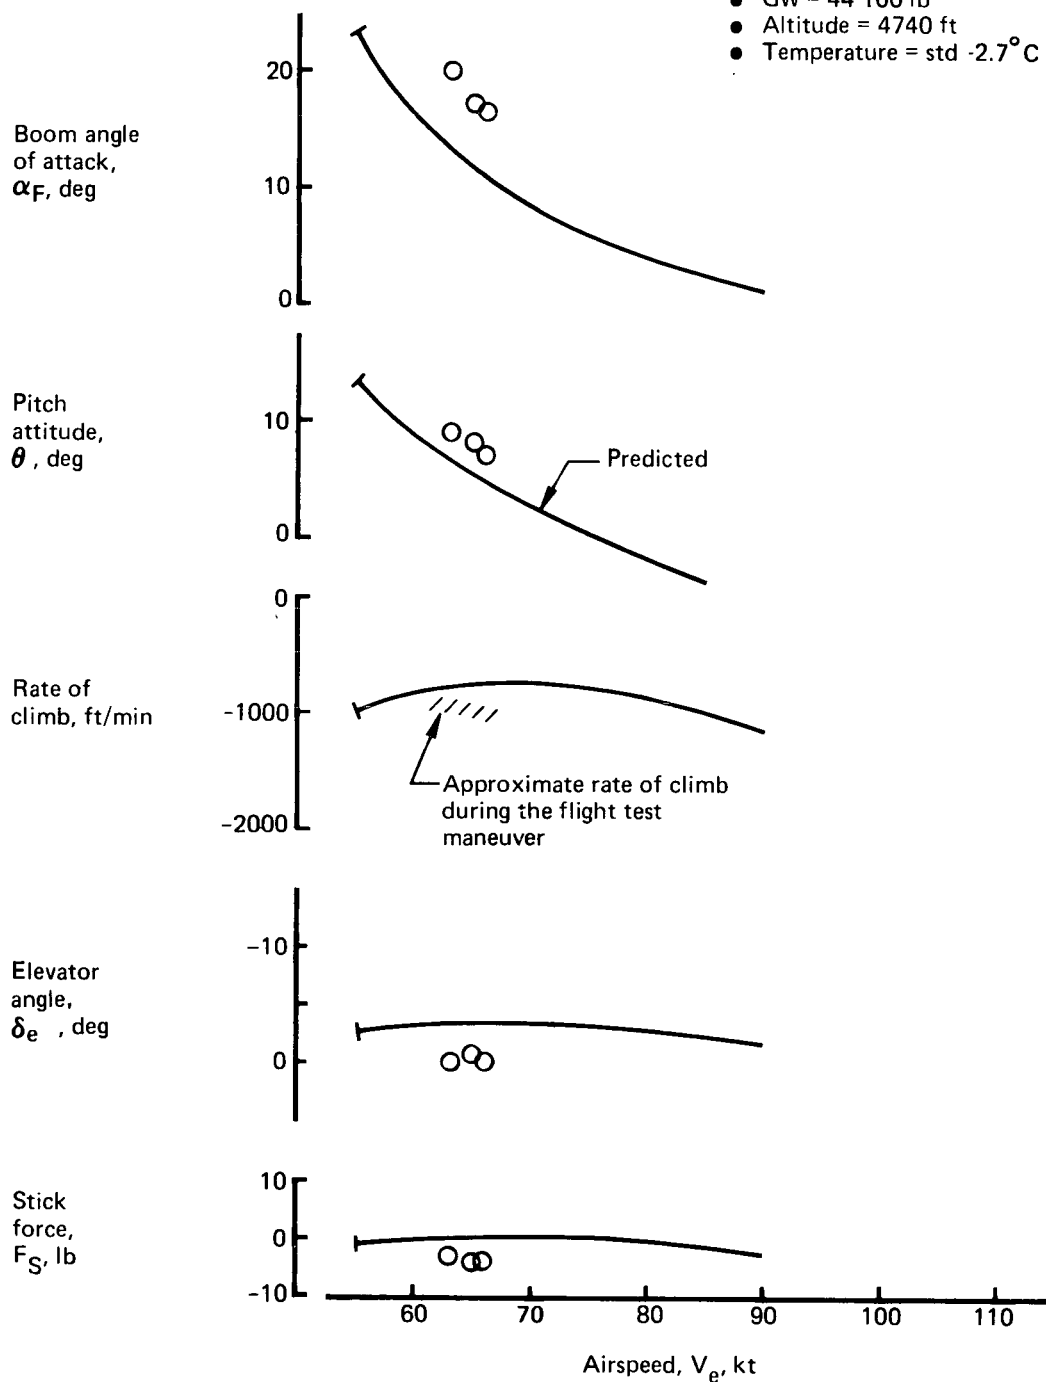 • Altitude = 4740 ft
• Temperature = std -2.7°C
20
10
0
Boom angle
of attack,
αF, deg
10
0
Pitch
attitude,
θ , deg
Predicted
0
-1000
-2000
Rate of
climb, ft/min
Approximate rate of climb
during the flight test
maneuver
-10
0
Elevator
angle,
δe , deg
10
0
-10
Stick
force,
FS, lb
60 70 80 90 100 110
Airspeed, Ve, kt